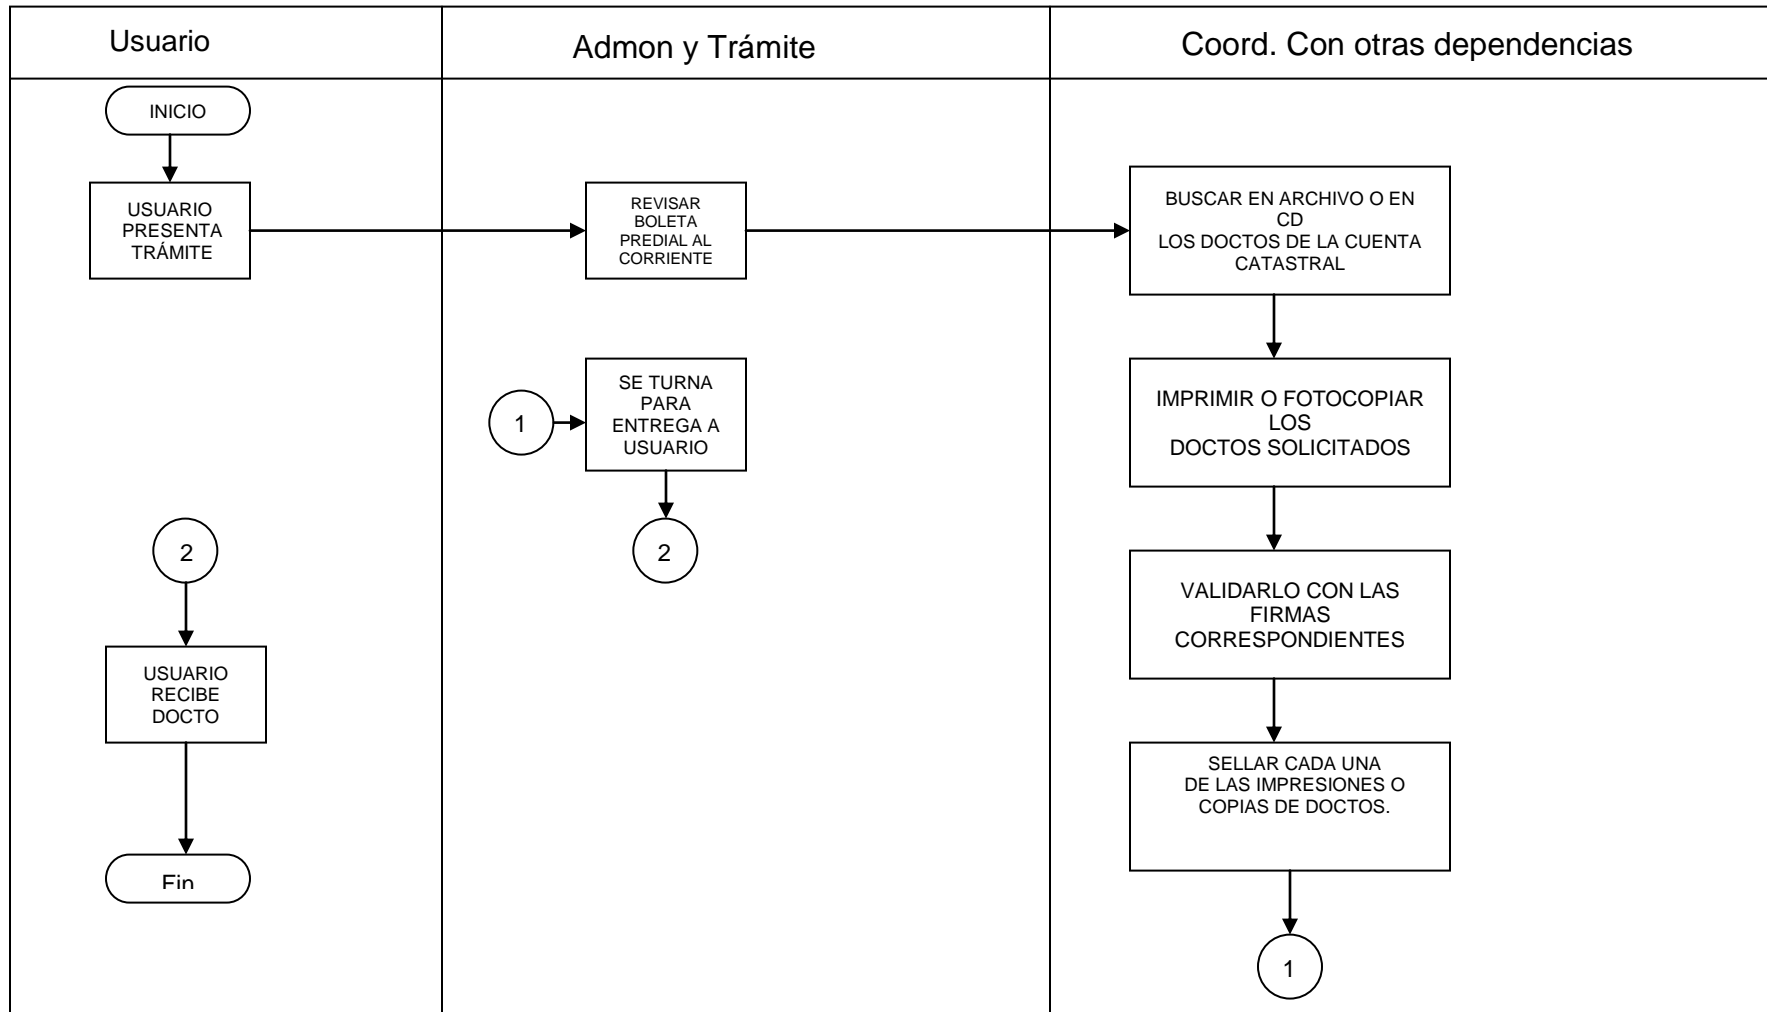 Usuario
Admon y Trámite
Coord. Con otras dependencias
INICIO
USUARIO
PRESENTA
TRÁMITE
REVISAR
BOLETA
PREDIAL AL
CORRIENTE
BUSCAR EN ARCHIVO O EN
CD
LOS DOCTOS DE LA CUENTA
CATASTRAL
1
SE TURNA
PARA
ENTREGA A
USUARIO
IMPRIMIR O FOTOCOPIAR
LOS
DOCTOS SOLICITADOS
2
2
VALIDARLO CON LAS
FIRMAS
CORRESPONDIENTES
USUARIO
RECIBE
DOCTO
SELLAR CADA UNA
DE LAS IMPRESIONES O
COPIAS DE DOCTOS.
Fin
1